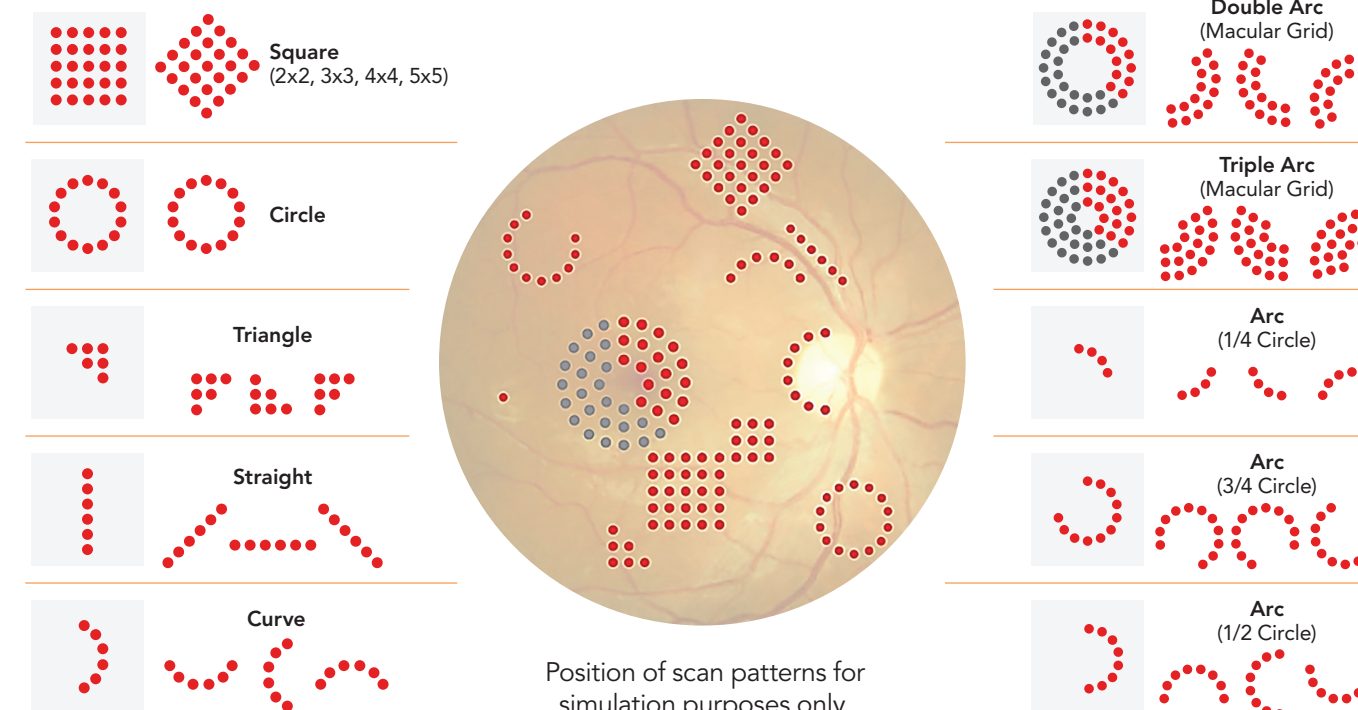 Square
(2x2, 3x3, 4x4, 5x5)
Circle
Triangle
Straight
Curve
Position of scan patterns for
simulation purposes only
Double Arc
(Macular Grid)
Triple Arc
(Macular Grid)
Arc
(1/4 Circle)
Arc
(3/4 Circle)
Arc
(1/2 Circle)